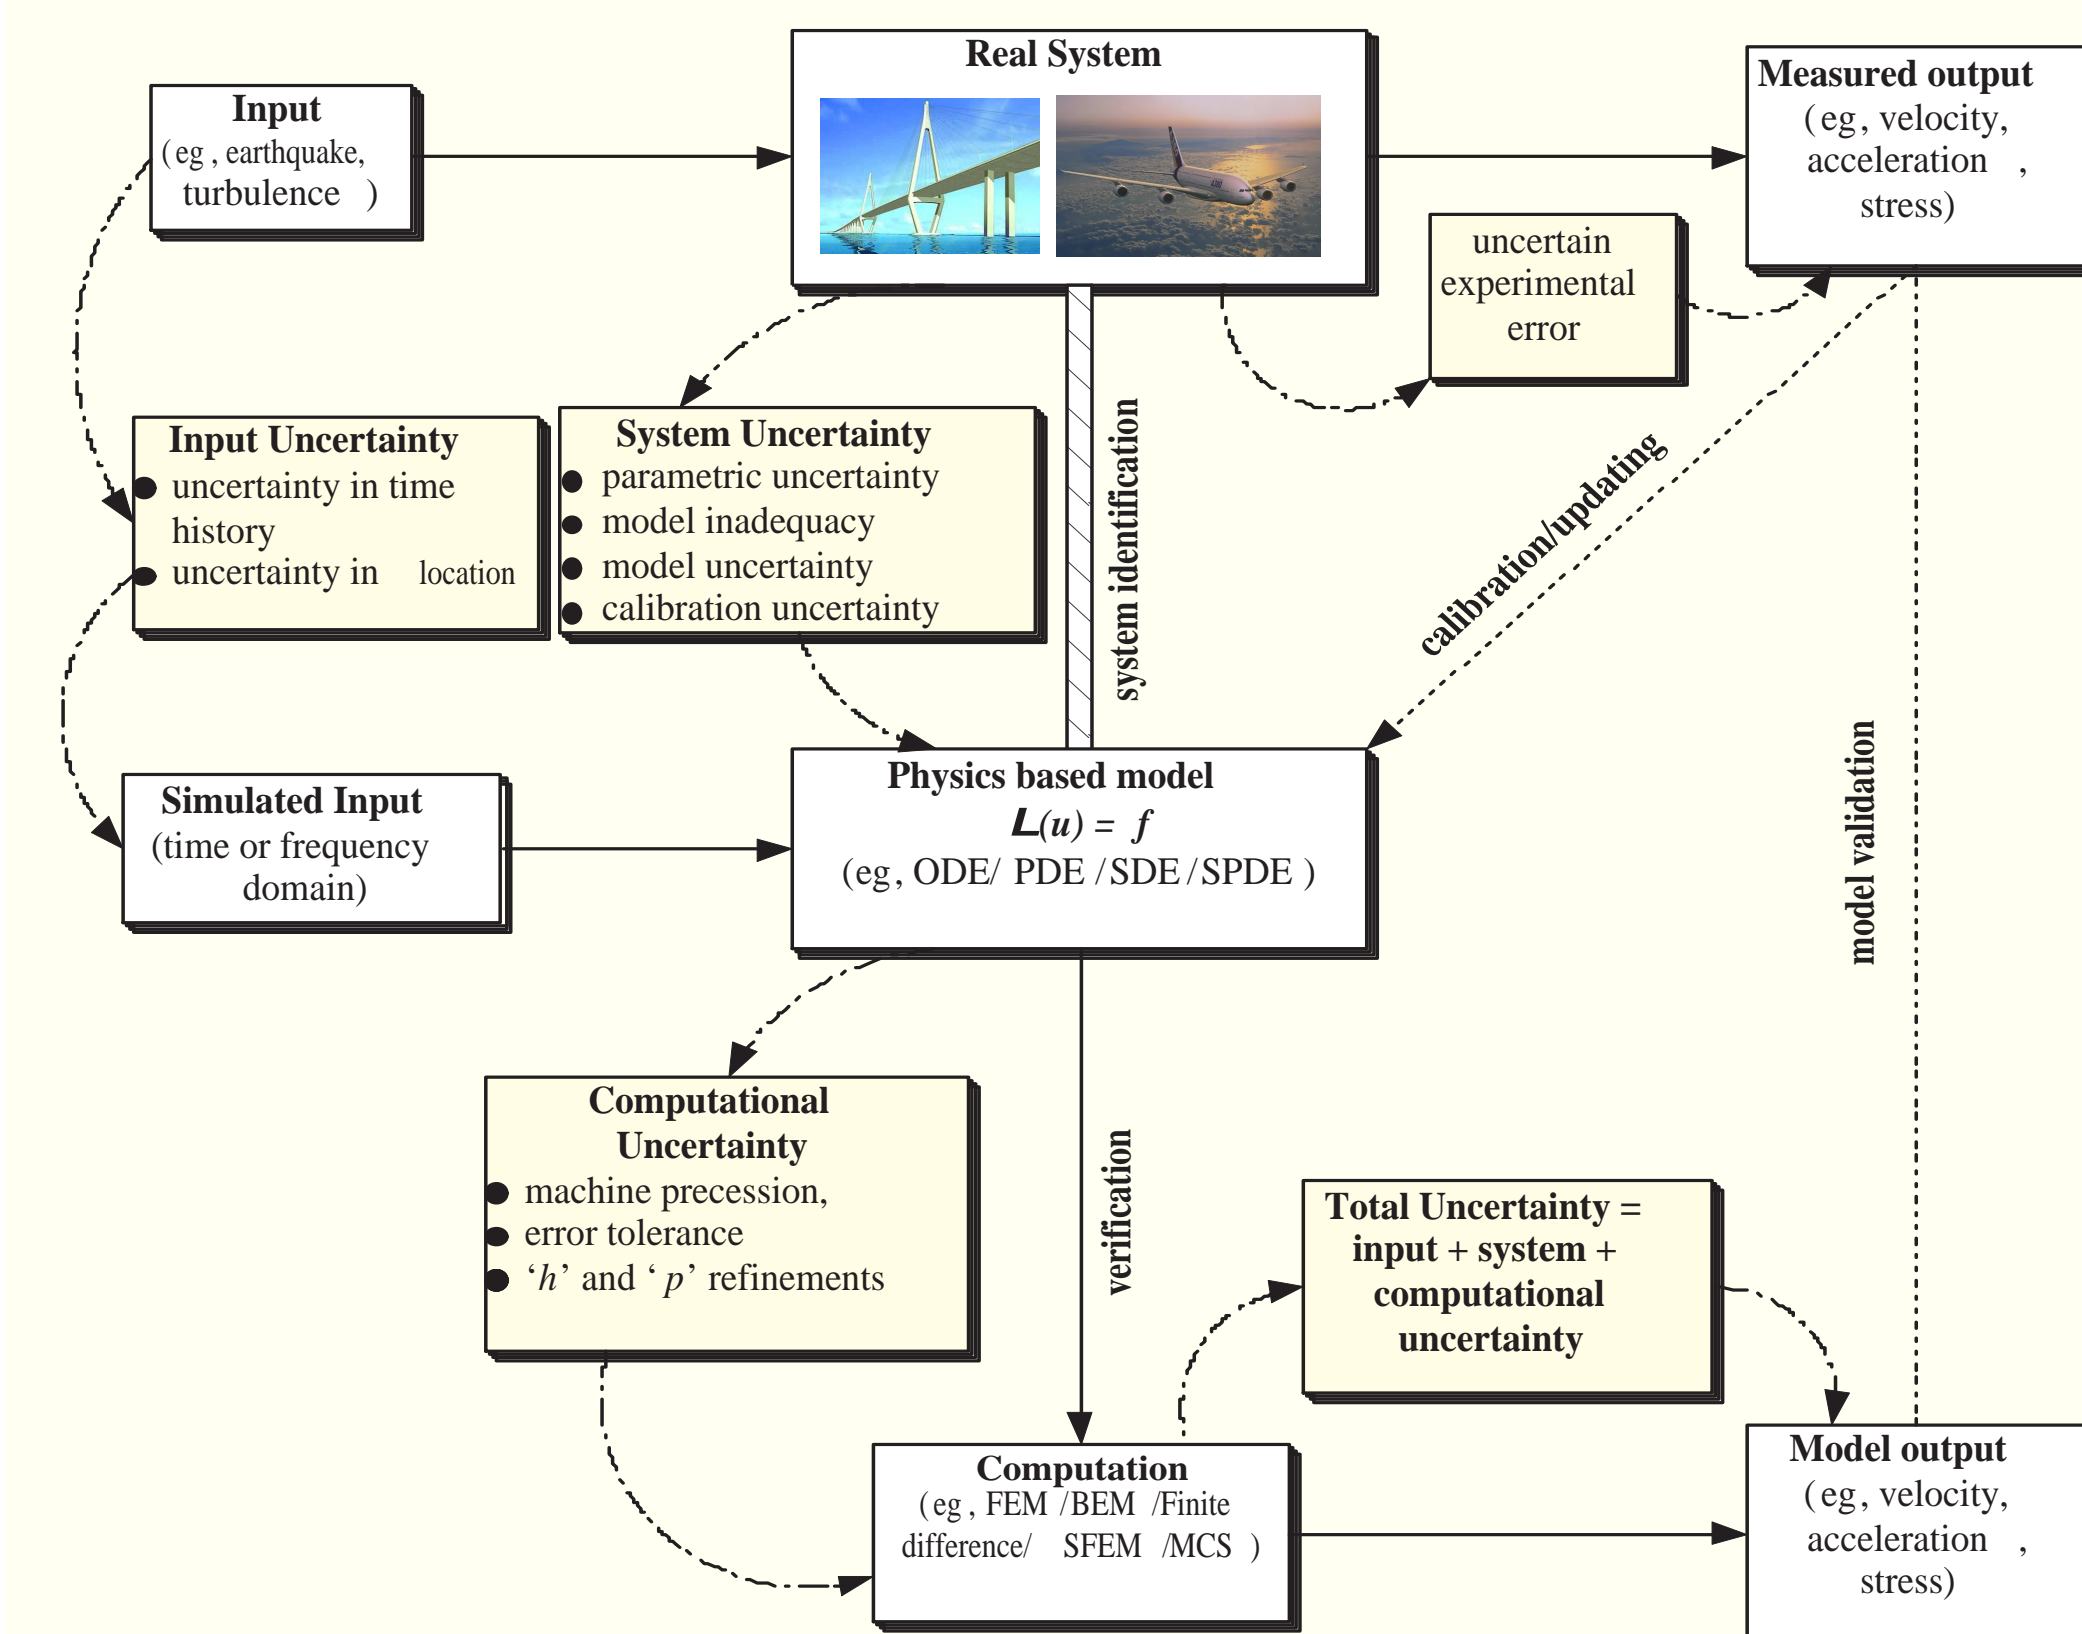 Real System
Measured output
(eg, velocity,
acceleration ,
stress)
Input
(eg, earthquake,
turbulence )
uncertain
experimental
error
Input Uncertainty
uncertainty in time
history
uncertainty in location
System Uncertainty
parametric uncertainty
model inadequacy
model uncertainty
calibration uncertainty
system identification
calibration/updating
model validation
Simulated Input
(time or frequency
domain)
Physics based model
L(u) = f
(eg, ODE/ PDE /SDE/SPDE )
Computational
Uncertainty
machine precession,
error tolerance
‘h’ and ‘ p’ refinements
verification
Total Uncertainty =
input + system +
computational
uncertainty
Computation
(eg, FEM /BEM /Finite
difference/ SFEM /MCS )
Model output
(eg, velocity,
acceleration ,
stress)